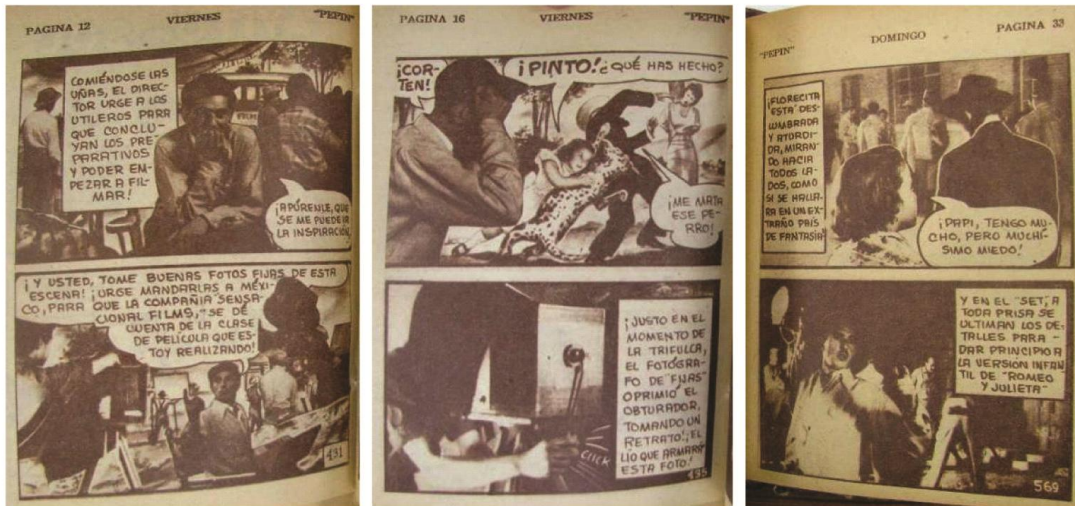 PAGINA 12 VIERNES "PEPIN"
COMIÉNDOSE LAS
UÑAS, EL DIREC-
TOR URGE A LOS
UTILEROS PARA
QUE CONCLU-
YAN LOS PRE-
PARATIVOS
Y PODER EM-
PEZAR A FIL-
MAR!
FILMS
¡APÚRENLE, QUE
SE ME PUEDE IR
LA INSPIRACIÓN!
¡Y USTED, TOME BUENAS FOTOS FIJAS DE ESTA
ESCENA! ¡URGE MANDARLAS A MÉXI-
CO, PARA QUE LA COMPAÑIA "SENSA-
CIONAL FILMS," SE DÉ
CUENTA DE LA CLASE
DE PELÍCULA QUE ES-
TOY REALIZANDO!
491
PAGINA 16 VIERNES "PEPIN"
¡COR-
TEN!
¡PINTO! ¿QUÉ HAS HECHO?
¡ME MATA
ESE PE-
RRO!
¡JUSTO EN EL
MOMENTO DE
LA TRIFULCA,
EL FOTÓGRA-
FO DE "FIJAS"
OPRIMIÓ EL
OBTURADOR,
TOMANDO UN
RETRATO! ¡EL
LIO QUE ARMARÁ
ESTA FOTO!
CLICK
495
"PEPIN" DOMINGO PAGINA 33
¡FLORECITA
ESTÁ DES-
LUMBRADA
Y ATURDI-
DA, MIRAN-
DO HACIA
TODOS LA-
DOS, COMO
SI SE HALLA-
RA EN UN EX-
TRAÑO PAÍS
DE FANTASÍA
¡PAPI, TENGO MU-
CHO, PERO MUCHÍ-
SIMO MIEDO!
Y EN EL "SET", A
TODA PRISA SE
ULTIMAN LOS DE-
TALLES PARA -
DAR PRINCIPIO A
LA VERSIÓN INFAN
TIL DE "ROMEO
Y JULIETA"-
569